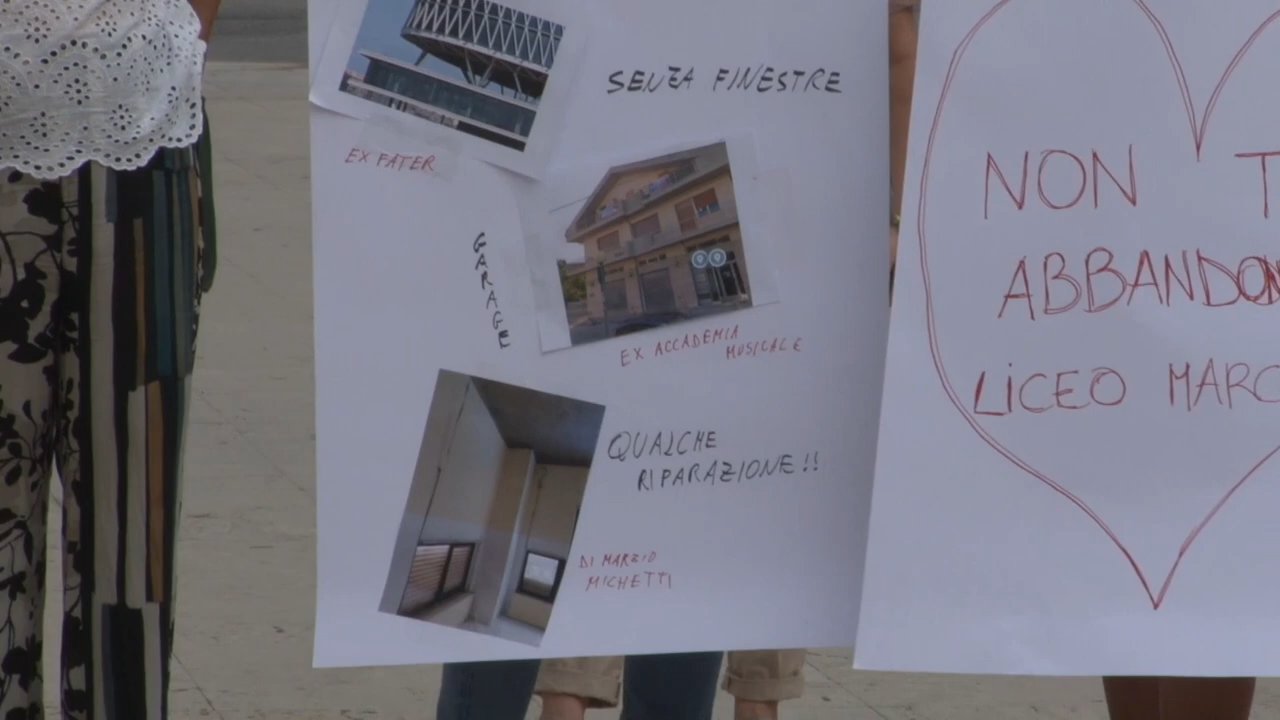 SENZA FINESTRE
EX FATER
GARAGE
EX ACCADEMIA
MUSICALE
QUALCHE
RIPARAZIONE!!
DI MARZIO
MICHETTI
NON T
ABBANDON
LICEO MARC